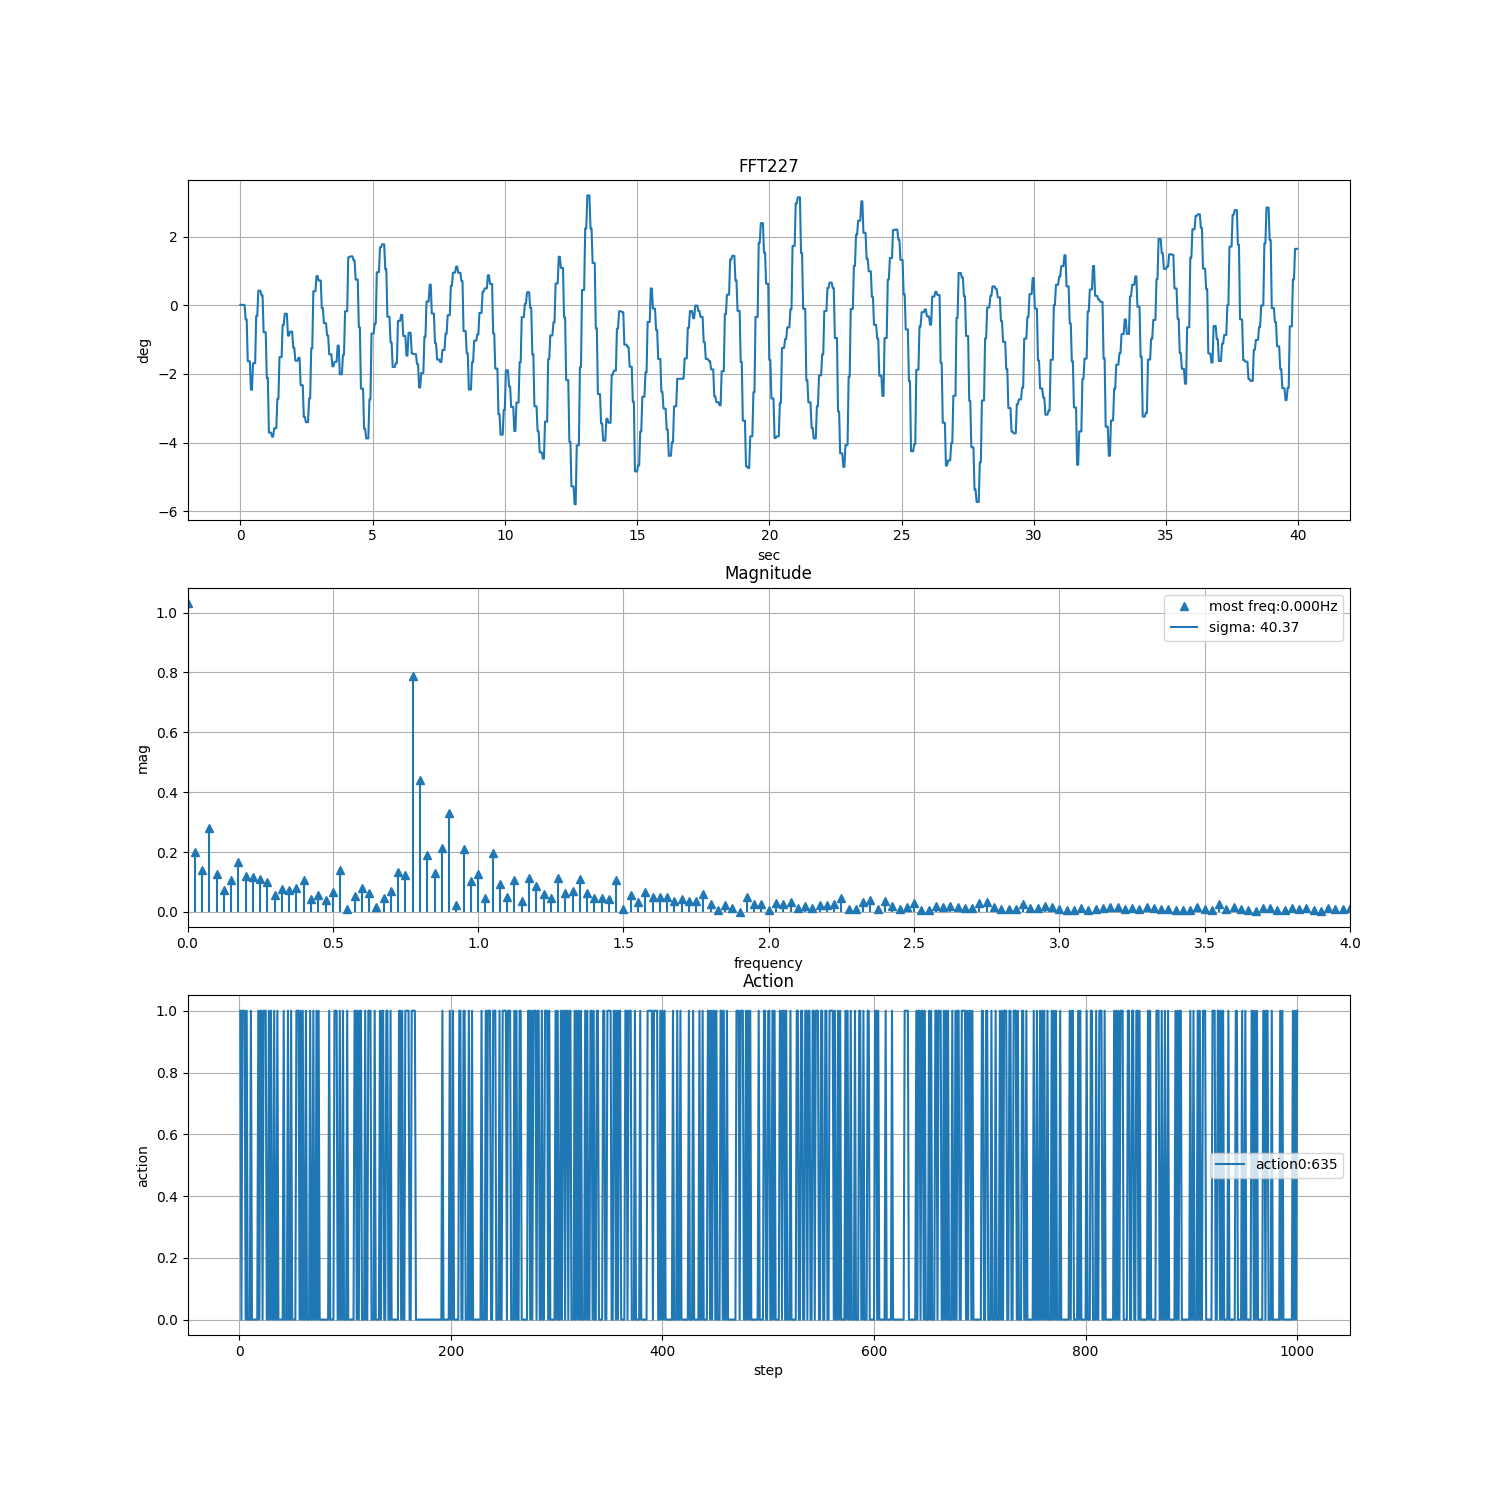 FFT227
2
0
−2
−4
−6
deg
0 5 10 15 20 25 30 35 40
sec
Magnitude
most freq:0.000Hz
sigma: 40.37
1.0
0.8
0.6
0.4
0.2
0.0
mag
0.0 0.5 1.0 1.5 2.0 2.5 3.0 3.5 4.0
frequency
Action
1.0
0.8
0.6
0.4
0.2
0.0
action
action0:635
0 200 400 600 800 1000
step